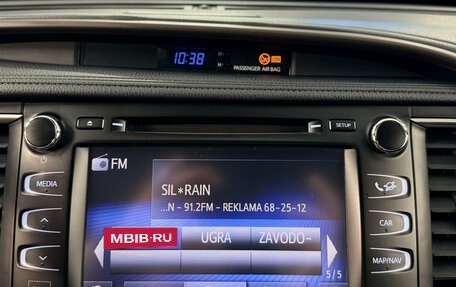 10:38
H-
M-
PASSENGER AIR BAG
ON
SETUP
FM
MEDIA
SIL*RAIN
...N - 91.2FM - REKLAMA 68-25-12
MBIB·RU
UGRA
ZAVODO-
CAR
MAP/NAV
5/5